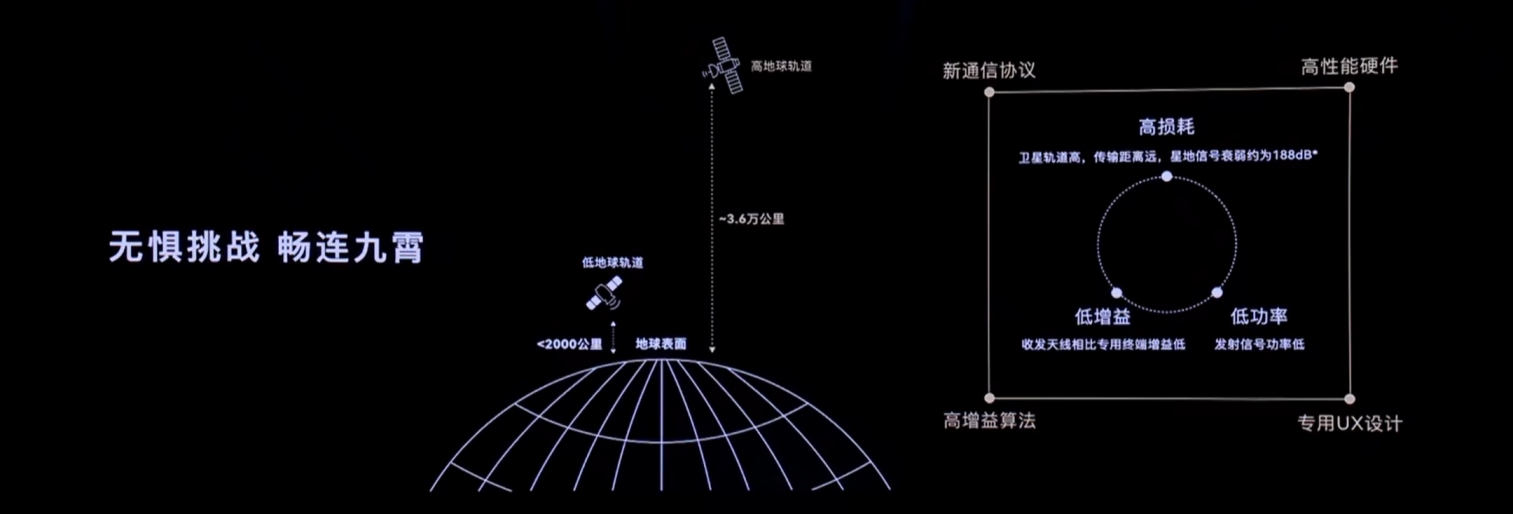 无惧挑战 畅连九霄
高地球轨道
~3.6万公里
低地球轨道
<2000公里
地球表面
新通信协议
高性能硬件
高损耗
卫星轨道高，传输距离远，星地信号衰弱约为188dB*
低增益
收发天线相比专用终端增益低
低功率
发射信号功率低
高增益算法
专用UX设计